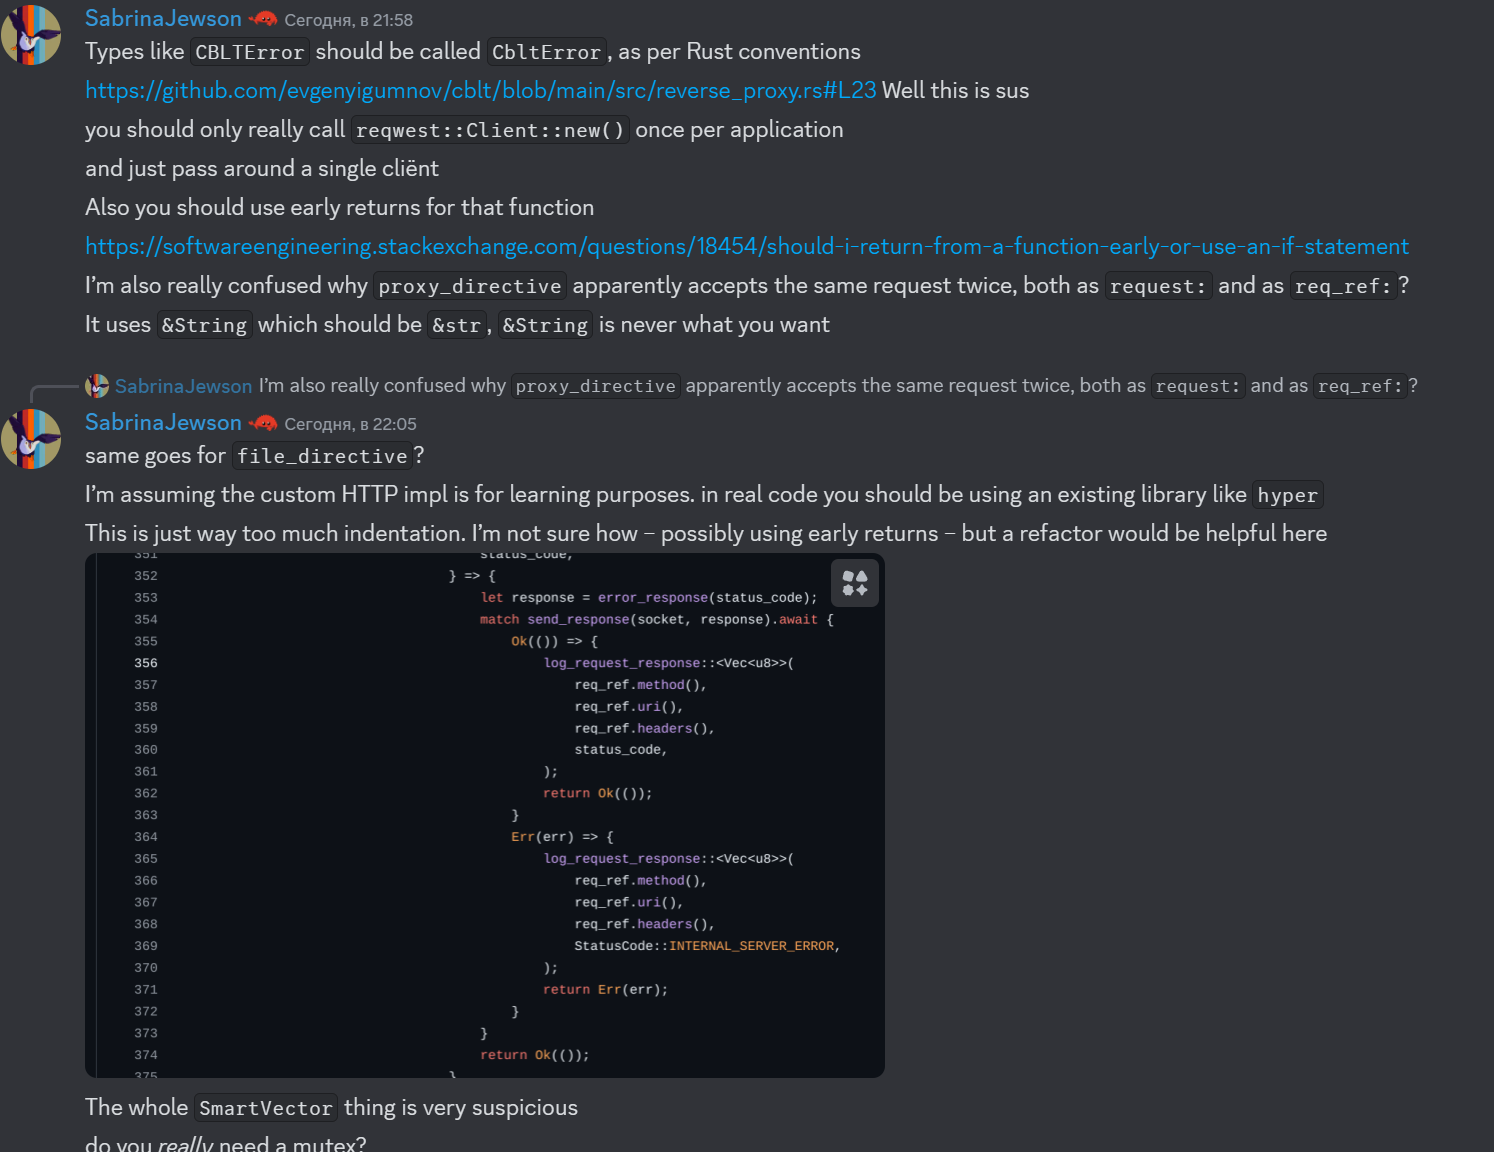 SabrinaJewson Сегодня, в 21:58
Types like CBLTError should be called CbltError, as per Rust conventions
https://github.com/evgenyigumnov/cblt/blob/main/src/reverse_proxy.rs#L23 Well this is sus
you should only really call reqwest::Client::new() once per application
and just pass around a single cliënt
Also you should use early returns for that function
https://softwareengineering.stackexchange.com/questions/18454/should-i-return-from-a-function-early-or-use-an-if-statement
I’m also really confused why proxy_directive apparently accepts the same request twice, both as request: and as req_ref:?
It uses &String which should be &str, &String is never what you want
SabrinaJewson I’m also really confused why proxy_directive apparently accepts the same request twice, both as request: and as req_ref:?
SabrinaJewson Сегодня, в 22:05
same goes for file_directive?
I’m assuming the custom HTTP impl is for learning purposes. in real code you should be using an existing library like hyper
This is just way too much indentation. I’m not sure how – possibly using early returns – but a refactor would be helpful here
351 status_code,
352 } => {
353 let response = error_response(status_code);
354 match send_response(socket, response).await {
355 Ok(()) => {
356 log_request_response::<Vec<u8>>(
357 req_ref.method(),
358 req_ref.uri(),
359 req_ref.headers(),
360 status_code,
361 );
362 return Ok(());
363 }
364 Err(err) => {
365 log_request_response::<Vec<u8>>(
366 req_ref.method(),
367 req_ref.uri(),
368 req_ref.headers(),
369 StatusCode::INTERNAL_SERVER_ERROR,
370 );
371 return Err(err);
372 }
373 }
374 return Ok(());
375 }
The whole SmartVector thing is very suspicious
do you really need a mutex?